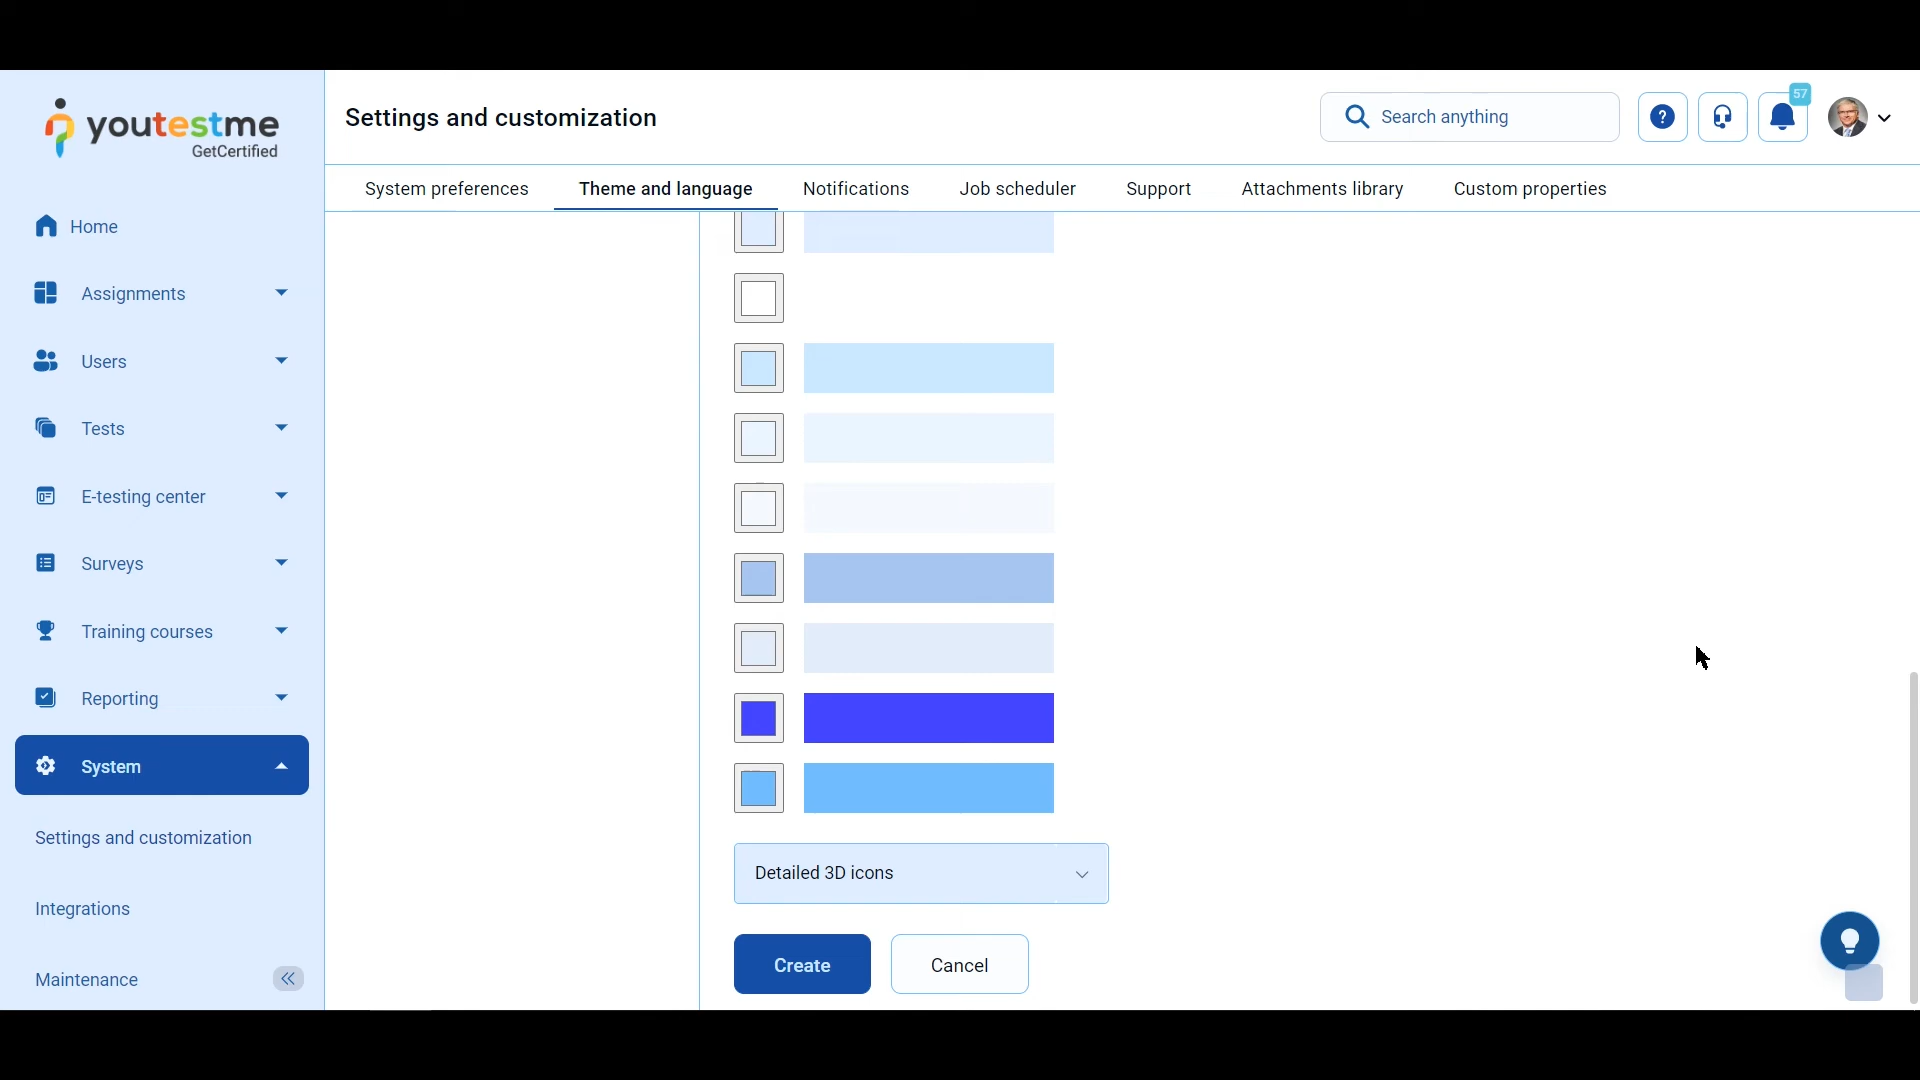 youtestme
GetCertified
Settings and customization
Search anything
?
57
System preferences
Theme and language
Notifications
Job scheduler
Support
Attachments library
Custom properties
Home
Assignments
Users
Tests
E-testing center
Surveys
Training courses
Reporting
System
Settings and customization
Integrations
Maintenance
Detailed 3D icons
Create
Cancel